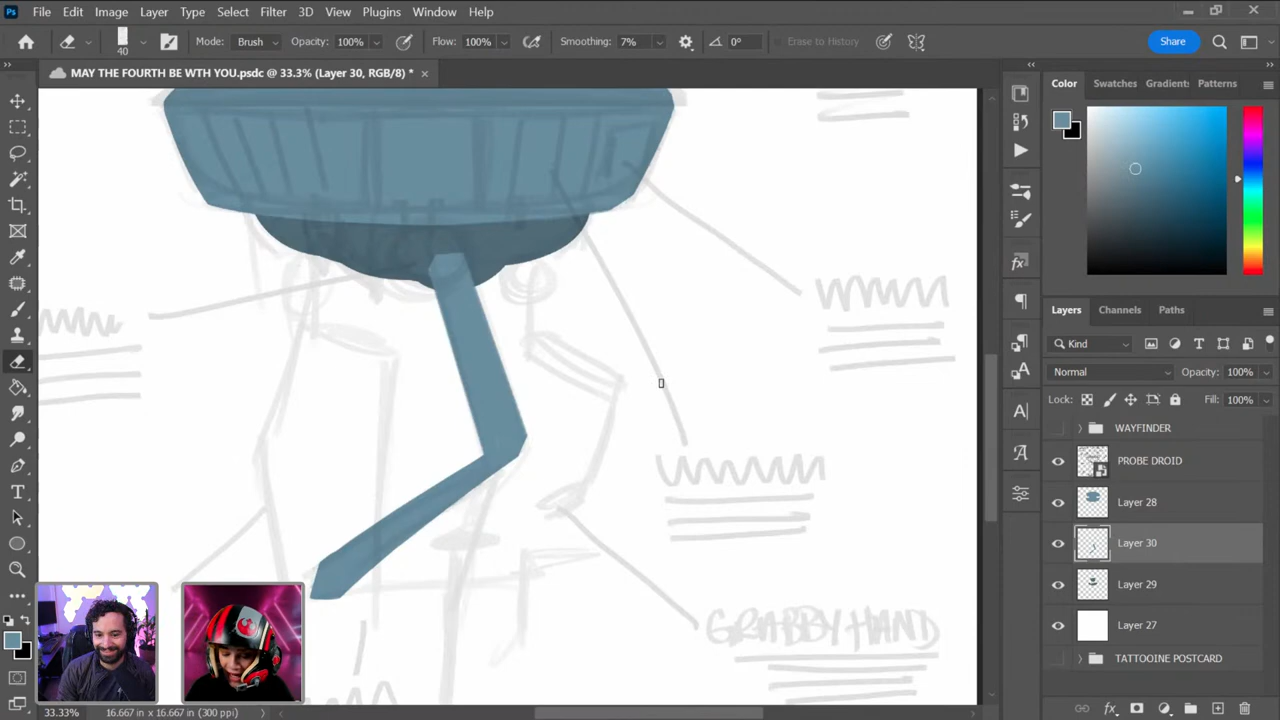 Ps File Edit Image Layer Type Select Filter 3D View Plugins Window Help
40 Mode: Brush Opacity: 100% Flow: 100% Smoothing: 7% 0° Erase to History Share
MAY THE FOURTH BE WTH YOU.psdc @ 33.3% (Layer 30, RGB/8) *
Color Swatches Gradient: Patterns
Layers Channels Paths
Kind
Normal Opacity: 100%
Lock: Fill: 100%
WAYFINDER
PROBE DROID
Layer 28
Layer 30
Layer 29
Layer 27
TATTOOINE POSTCARD
GRABBY HAND
33.33% 16.667 in x 16.667 in (300 ppi)